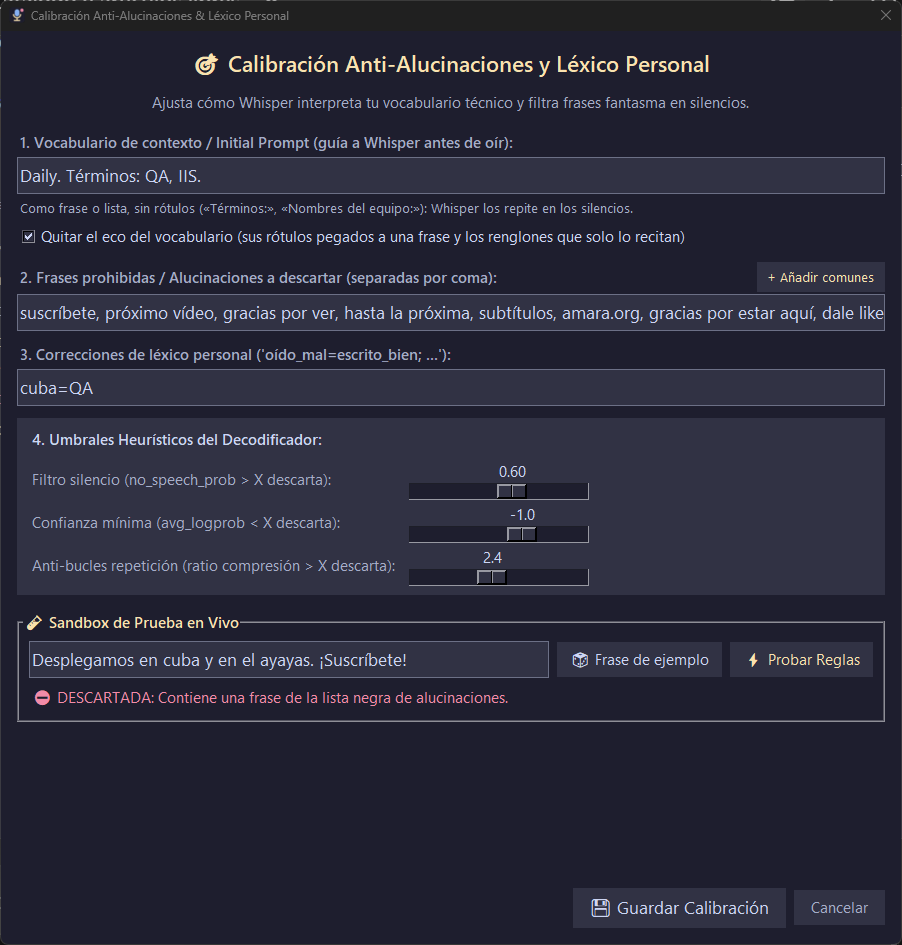 Calibración Anti-Alucinaciones & Léxico Personal
Calibración Anti-Alucinaciones y Léxico Personal
Ajusta cómo Whisper interpreta tu vocabulario técnico y filtra frases fantasma en silencios.
1. Vocabulario de contexto / Initial Prompt (guía a Whisper antes de oír):
Daily. Términos: QA, IIS.
Como frase o lista, sin rótulos («Términos:», «Nombres del equipo:»): Whisper los repite en los silencios.
Quitar el eco del vocabulario (sus rótulos pegados a una frase y los renglones que solo lo recitan)
2. Frases prohibidas / Alucinaciones a descartar (separadas por coma):
+ Añadir comunes
suscríbete, próximo vídeo, gracias por ver, hasta la próxima, subtítulos, amara.org, gracias por estar aquí, dale like
3. Correcciones de léxico personal ('oído_mal=escrito_bien; ...'):
cuba=QA
4. Umbrales Heurísticos del Decodificador:
Filtro silencio (no_speech_prob > X descarta):
0.60
Confianza mínima (avg_logprob < X descarta):
-1.0
Anti-bucles repetición (ratio compresión > X descarta):
2.4
Sandbox de Prueba en Vivo
Desplegamos en cuba y en el ayayas. ¡Suscríbete!
Frase de ejemplo
Probar Reglas
DESCARTADA: Contiene una frase de la lista negra de alucinaciones.
Guardar Calibración
Cancelar